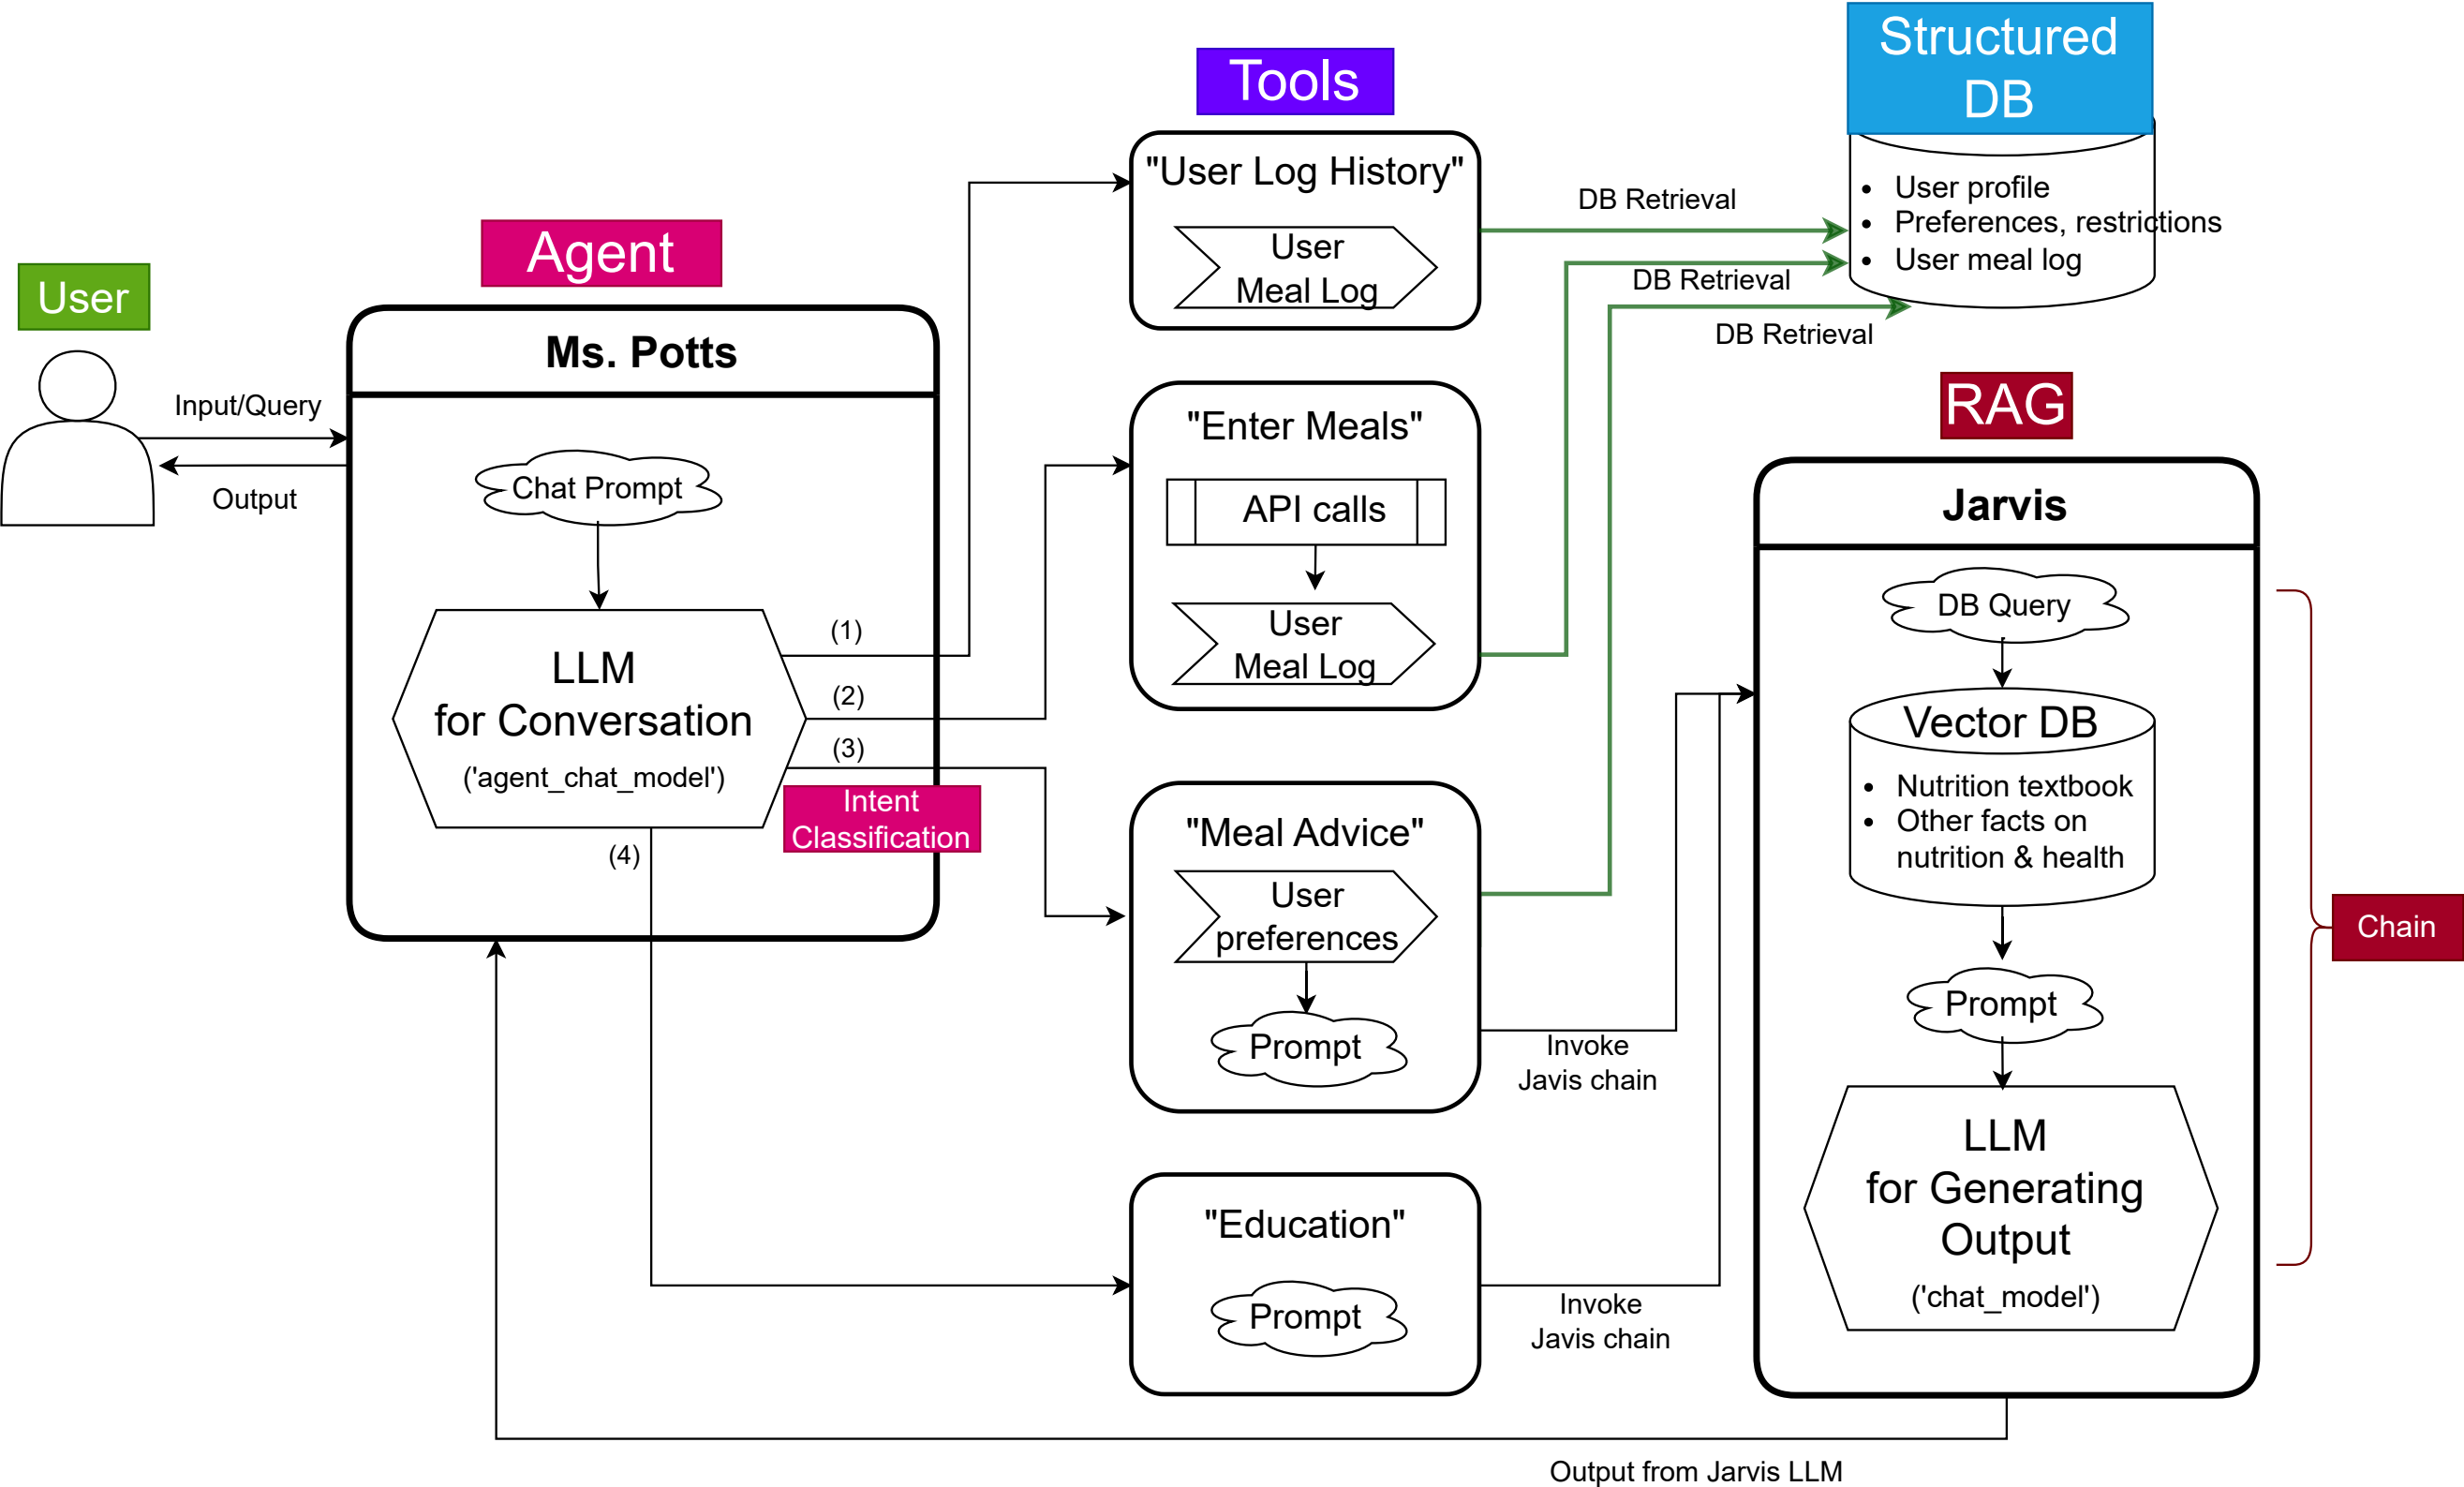 User
Input/Query
Output
Agent
Ms. Potts
Chat Prompt
LLM
for Conversation
('agent_chat_model')
(1)
(2)
(3)
(4)
Intent
Classification
Tools
"User Log History"
User
Meal Log
"Enter Meals"
API calls
User
Meal Log
"Meal Advice"
User
preferences
Prompt
"Education"
Prompt
DB Retrieval
DB Retrieval
DB Retrieval
Invoke
Javis chain
Invoke
Javis chain
Structured
DB
• User profile
• Preferences, restrictions
• User meal log
RAG
Jarvis
DB Query
Vector DB
• Nutrition textbook
• Other facts on
nutrition & health
Prompt
LLM
for Generating
Output
('chat_model')
Chain
Output from Jarvis LLM